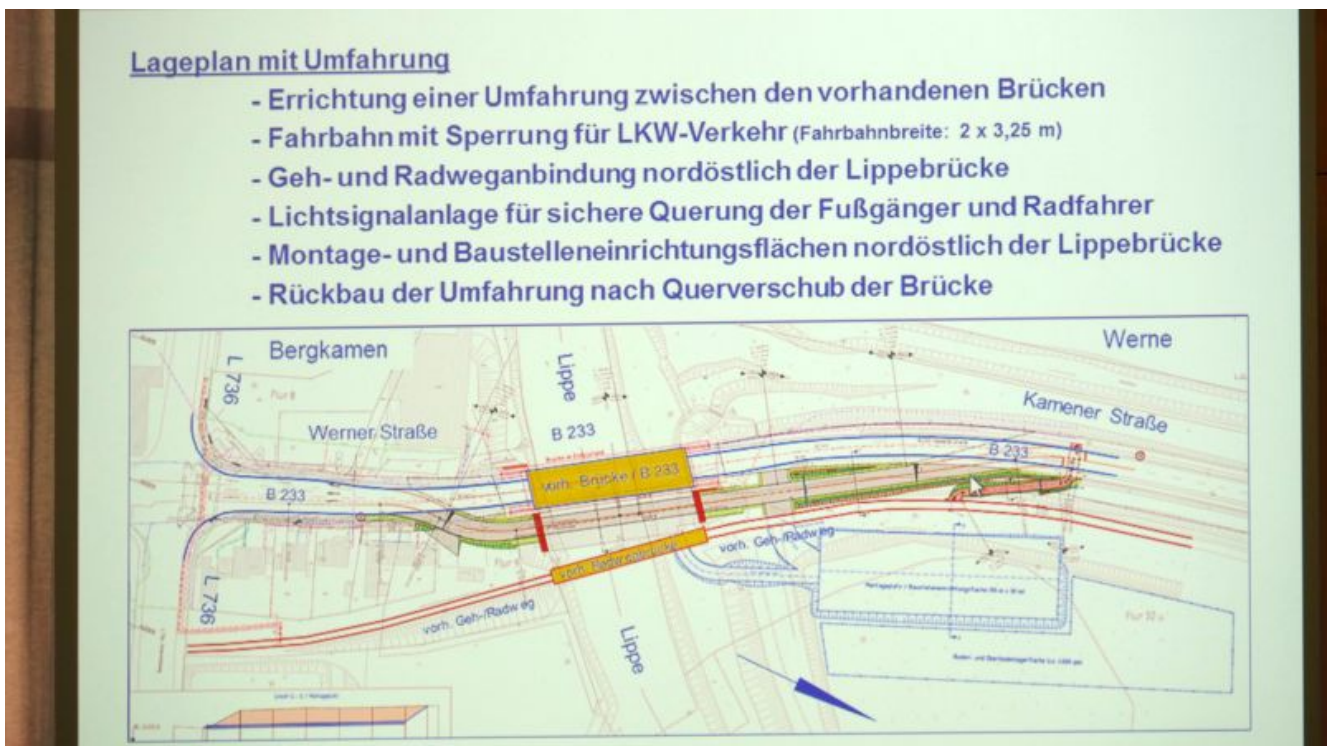 Lageplan mit Umfahrung
- Errichtung einer Umfahrung zwischen den vorhandenen Brücken
- Fahrbahn mit Sperrung für LKW-Verkehr (Fahrbahnbreite: 2 x 3,25 m)
- Geh- und Radweganbindung nordöstlich der Lippebrücke
- Lichtsignalanlage für sichere Querung der Fußgänger und Radfahrer
- Montage- und Baustelleneinrichtungsflächen nordöstlich der Lippebrücke
- Rückbau der Umfahrung nach Querverschub der Brücke
Bergkamen
Werne
L 736
Lippe
Kamener Straße
Werner Straße
B 233
B 233
vorh. Brücke / B 233
B 233
vorh. Geh-/Radweg
L 736
vorh. Geh-/Radweg
Lippe